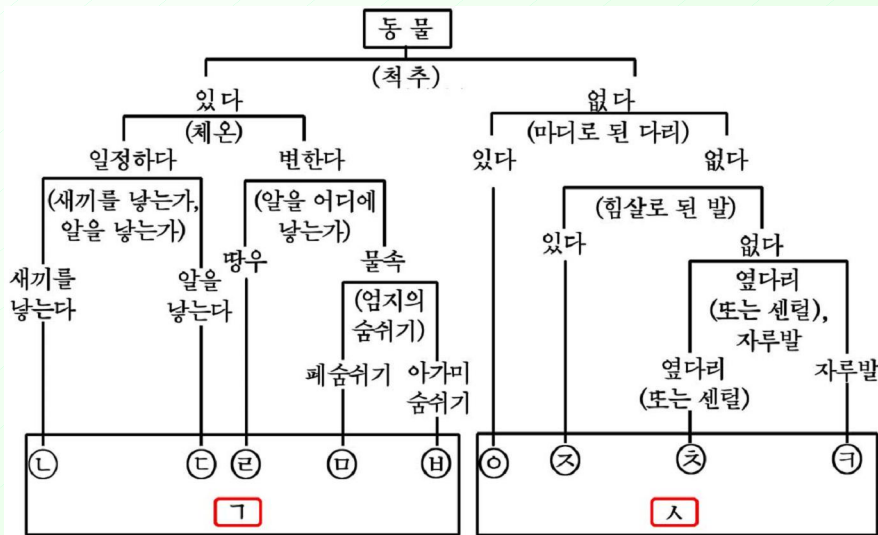 동 물
(척추)
있다
없다
(체온)
(마디로 된 다리)
일정하다
변한다
있다
없다
(새끼를 낳는가,
알을 낳는가)
(알을 어디에
낳는가)
(힘살로 된 발)
있다
없다
땅우
물속
새끼를
낳는다
알을
낳는다
(엄지의
숨쉬기)
옆다리
(또는 센털),
자루발
페숨쉬기
아가미
숨쉬기
옆다리
(또는 센털)
자루발
ㄴ
ㄷ
ㄹ
ㅁ
ㅂ
ㅇ
ㅈ
ㅊ
ㅋ
ㄱ
ㅅ